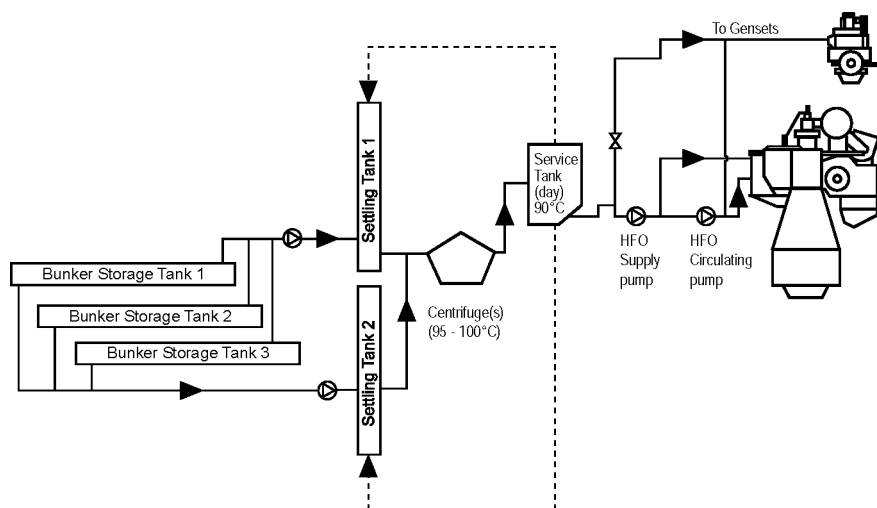 To Gensets
Settling Tank 1
Service
Tank
(day)
90°C
HFO
Supply
pump
HFO
Circulating
pump
Bunker Storage Tank 1
Bunker Storage Tank 2
Bunker Storage Tank 3
Centrifuge(s)
(95 - 100°C)
Settling Tank 2